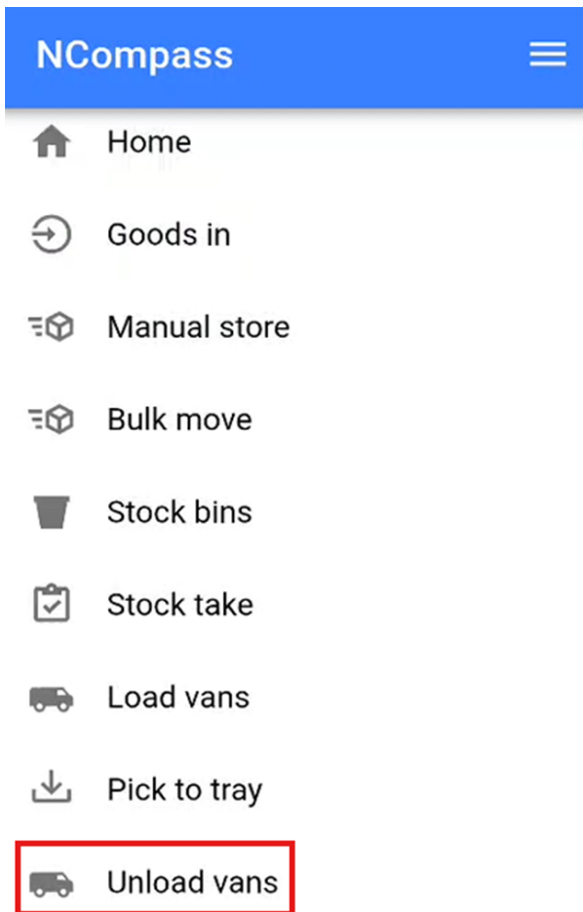 NCompass
Home
Goods in
Manual store
Bulk move
Stock bins
Stock take
Load vans
Pick to tray
Unload vans